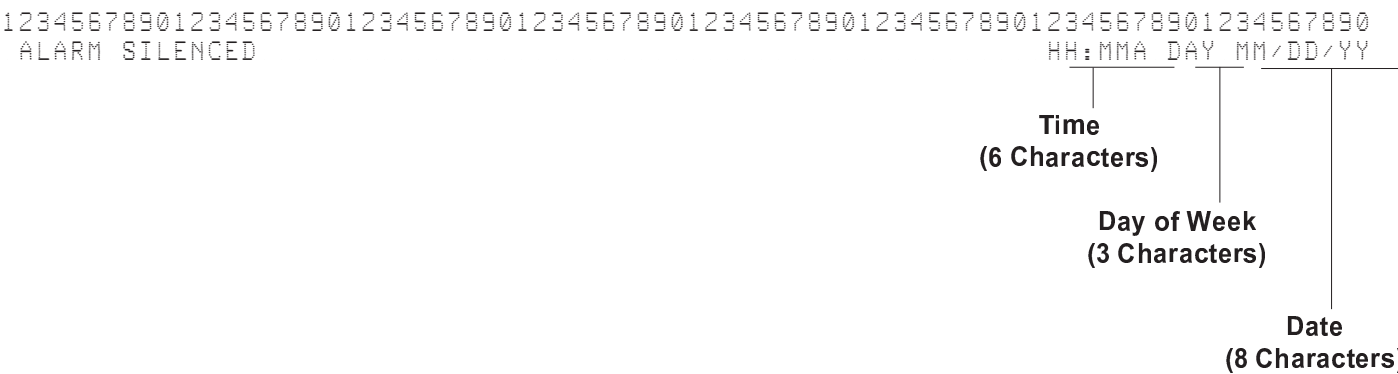 12345678901234567890123456789012345678901234567890123456789012345678901234567890
ALARM SILENCED HH:MMA DAY MM/DD/YY
Time
(6 Characters)
Day of Week
(3 Characters)
Date
(8 Characters)